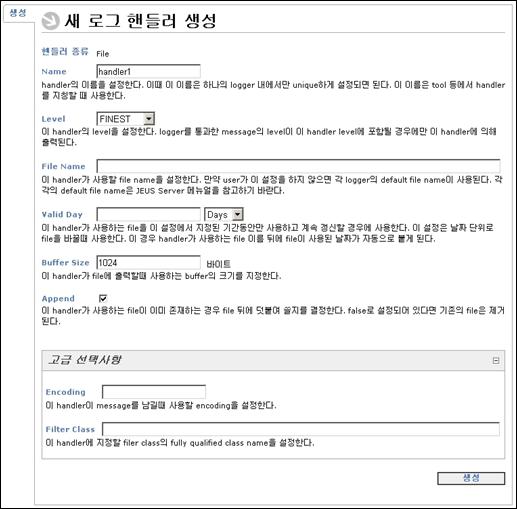 생성
새 로그 핸들러 생성
핸들러 종류 File
Name handler1
handler의 이름을 설정한다. 이때 이 이름은 하나의 logger 내에서만 unique하게 설정되면 된다. 이 이름은 tool 등에서 handler
를 지칭할 때 사용한다.
Level FINEST
이 handler의 level을 설정한다. logger를 통과한 message의 level이 이 handler level에 포함될 경우에만 이 handler에 의해
출력된다.
File Name
이 handler가 사용할 file name을 설정한다. 만약 user가 이 설정을 하지 않으면 각 logger의 default file name이 사용된다. 각
각의 default file name은 JEUS Server 메뉴얼을 참고하기 바란다.
Valid Day Days
이 handler가 사용하는 file을 이 설정에서 지정된 기간동안만 사용하고 계속 갱신할 경우에 사용한다. 이 설정은 날짜 단위로
file을 바꿀때 사용한다. 이 경우 handler가 사용하는 file 이름 뒤에 file이 사용된 날짜가 자동으로 붙게 된다.
Buffer Size 1024 바이트
이 handler가 file에 출력할때 사용하는 buffer의 크기를 지정한다.
Append
이 handler가 사용하는 file이 이미 존재하는 경우 file 뒤에 덧붙여 쓸지를 결정한다. false로 설정되어 있다면 기존의 file은 제거
된다.
고급 선택사항
Encoding
이 handler이 message를 남길때 사용할 encoding을 설정한다.
Filter Class
이 handler에 지정할 filer class의 fully qualified class name을 설정한다.
생성